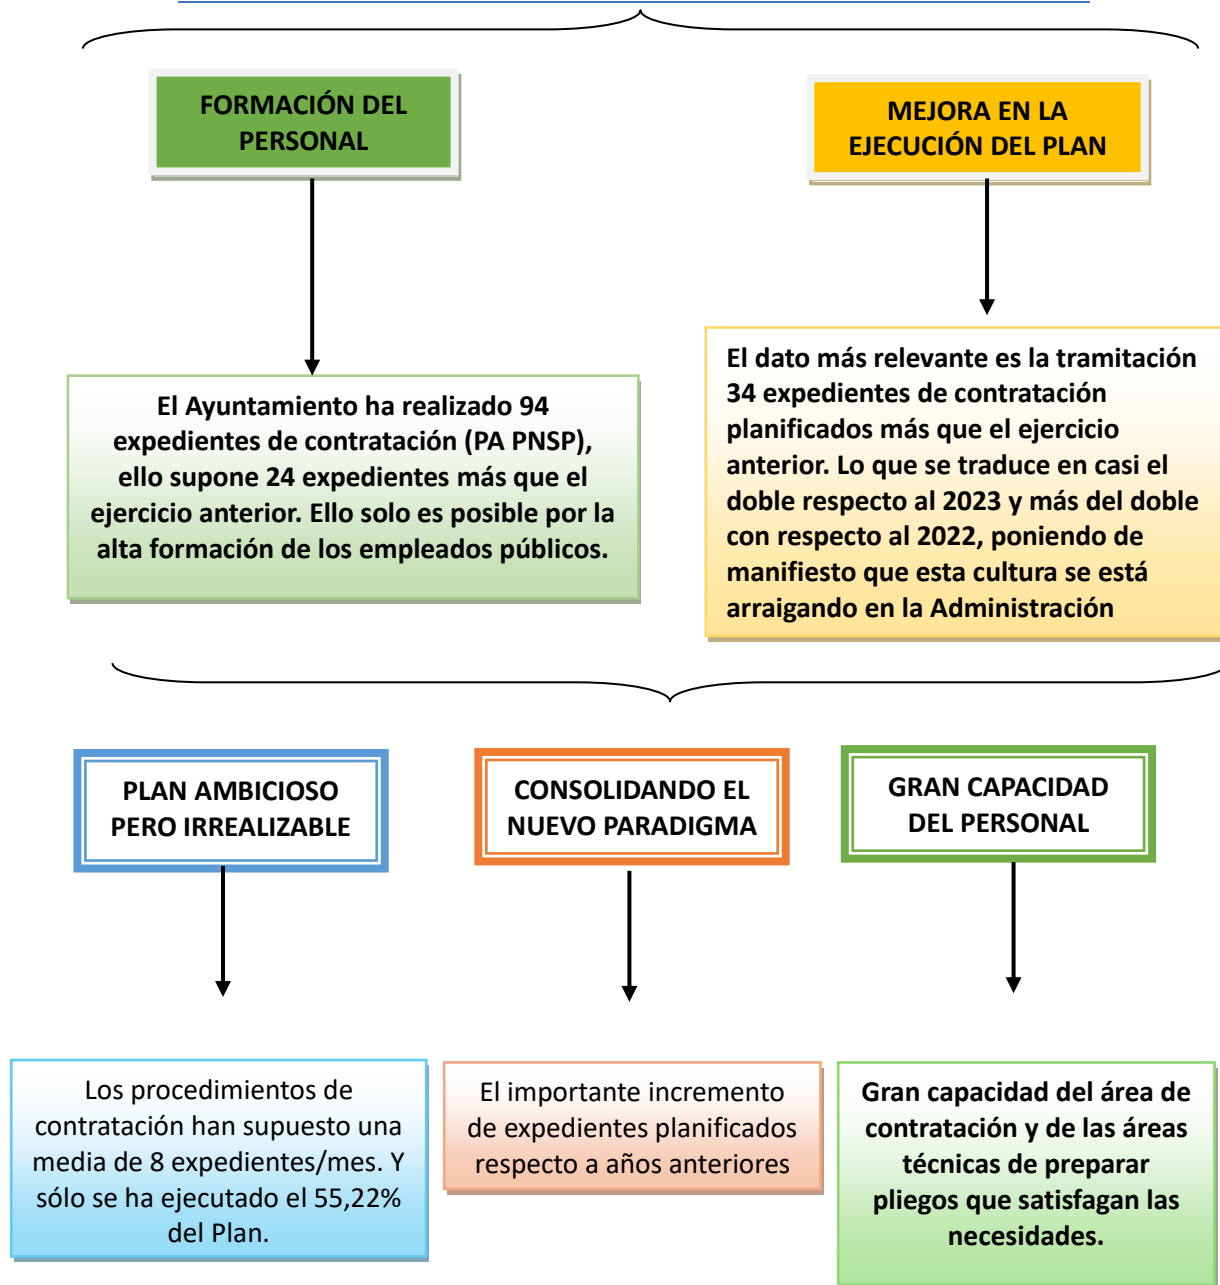 FORMACIÓN DEL
PERSONAL
MEJORA EN LA
EJECUCIÓN DEL PLAN
El Ayuntamiento ha realizado 94
expedientes de contratación (PA PNSP),
ello supone 24 expedientes más que el
ejercicio anterior. Ello solo es posible por la
alta formación de los empleados públicos.
El dato más relevante es la tramitación
34 expedientes de contratación
planificados más que el ejercicio
anterior. Lo que se traduce en casi el
doble respecto al 2023 y más del doble
con respecto al 2022, poniendo de
manifiesto que esta cultura se está
arraigando en la Administración
PLAN AMBICIOSO
PERO IRREALIZABLE
CONSOLIDANDO EL
NUEVO PARADIGMA
GRAN CAPACIDAD
DEL PERSONAL
Los procedimientos de
contratación han supuesto una
media de 8 expedientes/mes. Y
sólo se ha ejecutado el 55,22%
del Plan.
El importante incremento
de expedientes planificados
respecto a años anteriores
Gran capacidad del área de
contratación y de las áreas
técnicas de preparar
pliegos que satisfagan las
necesidades.